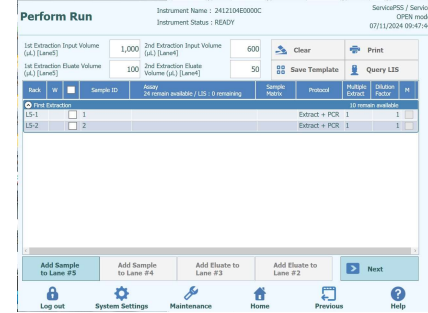 Perform Run
Instrument Name : 2412104E0000C
Instrument Status : READY
ServicePSS / Servic
OPEN mode
07/11/2024 09:47:4
1st Extraction Input Volume
(µL) [Lane5]
1,000
2nd Extraction Input Volume
(µL) [Lane4]
600
Clear
Print
1st Extraction Eluate Volume
(µL) [Lane5]
100
2nd Extraction Eluate
Volume (µL) [Lane4]
50
Save Template
Query LIS
Rack
W
Sample ID
Assay
24 remain available / LIS : 0 remaining
Sample
Matrix
Protocol
Multiple
Extract
Dilution
Factor
M
First Extraction
10 remain available
L5-1
1
Extract + PCR
1
1
L5-2
2
Extract + PCR
1
1
Add Sample
to Lane #5
Add Sample
to Lane #4
Add Eluate to
Lane #3
Add Eluate to
Lane #2
Next
Log out
System Settings
Maintenance
Home
Previous
Help